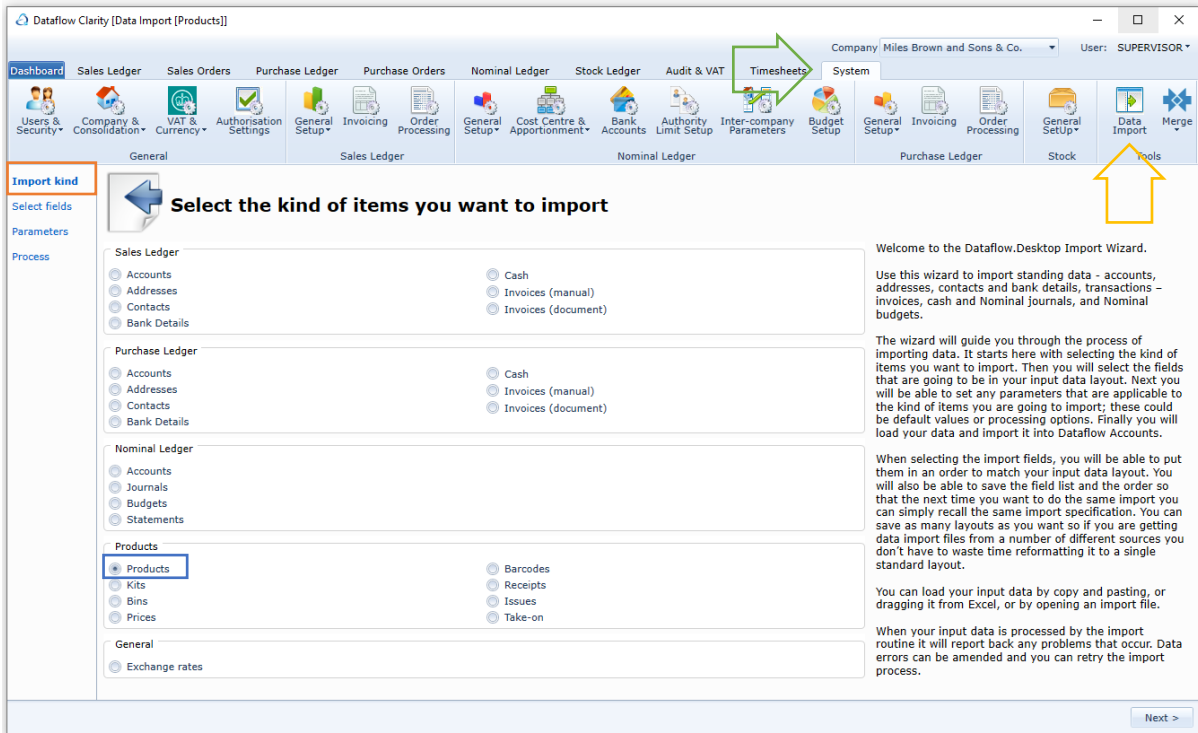 Dataflow Clarity [Data Import [Products]]
Company Miles Brown and Sons & Co. User: SUPERVISOR
Dashboard Sales Ledger Sales Orders Purchase Ledger Purchase Orders Nominal Ledger Stock Ledger Audit & VAT Timesheets System
Users & Company & VAT & Authorisation General Invoicing Order General Cost Centre & Bank Authority Inter-company Budget General Invoicing Order General Data Merge
Security Consolidation Currency Settings Setup Processing Setup Apportionment Accounts Limit Setup Parameters Setup Setup Processing SetUp Import
General Sales Ledger Nominal Ledger Purchase Ledger Stock Tools
Import kind
Select fields
Parameters
Process
Select the kind of items you want to import
Sales Ledger
Accounts Cash
Addresses Invoices (manual)
Contacts Invoices (document)
Bank Details
Purchase Ledger
Accounts Cash
Addresses Invoices (manual)
Contacts Invoices (document)
Bank Details
Nominal Ledger
Accounts
Journals
Budgets
Statements
Products
Products Barcodes
Kits Receipts
Bins Issues
Prices Take-on
General
Exchange rates
Welcome to the Dataflow.Desktop Import Wizard.
Use this wizard to import standing data - accounts,
addresses, contacts and bank details, transactions –
invoices, cash and Nominal journals, and Nominal
budgets.
The wizard will guide you through the process of
importing data. It starts here with selecting the kind of
items you want to import. Then you will select the fields
that are going to be in your input data layout. Next you
will be able to set any parameters that are applicable to
the kind of items you are going to import; these could
be default values or processing options. Finally you will
load your data and import it into Dataflow Accounts.
When selecting the import fields, you will be able to put
them in an order to match your input data layout. You
will also be able to save the field list and the order so
that the next time you want to do the same import you
can simply recall the same import specification. You can
save as many layouts as you want so if you are getting
data import files from a number of different sources you
don't have to waste time reformatting it to a single
standard layout.
You can load your input data by copy and pasting, or
dragging it from Excel, or by opening an import file.
When your input data is processed by the import
routine it will report back any problems that occur. Data
errors can be amended and you can retry the import
process.
Next >